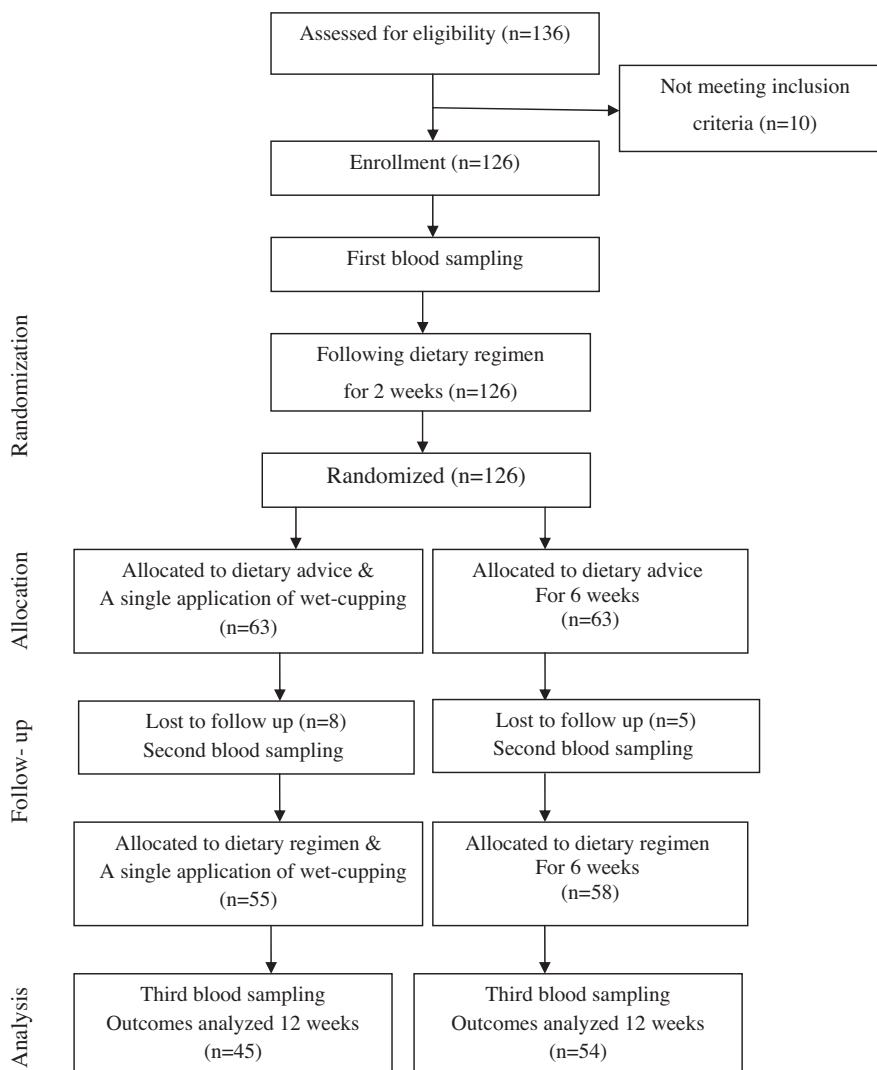 Assessed for eligibility (n=136)
Not meeting inclusion
criteria (n=10)
Enrollment (n=126)
First blood sampling
Randomization
Following dietary regimen
for 2 weeks (n=126)
Randomized (n=126)
Allocation
Allocated to dietary advice &
A single application of wet-cupping
(n=63)
Allocated to dietary advice
For 6 weeks
(n=63)
Follow- up
Lost to follow up (n=8)
Second blood sampling
Lost to follow up (n=5)
Second blood sampling
Allocated to dietary regimen &
A single application of wet-cupping
(n=55)
Allocated to dietary regimen
For 6 weeks
(n=58)
Analysis
Third blood sampling
Outcomes analyzed 12 weeks
(n=45)
Third blood sampling
Outcomes analyzed 12 weeks
(n=54)